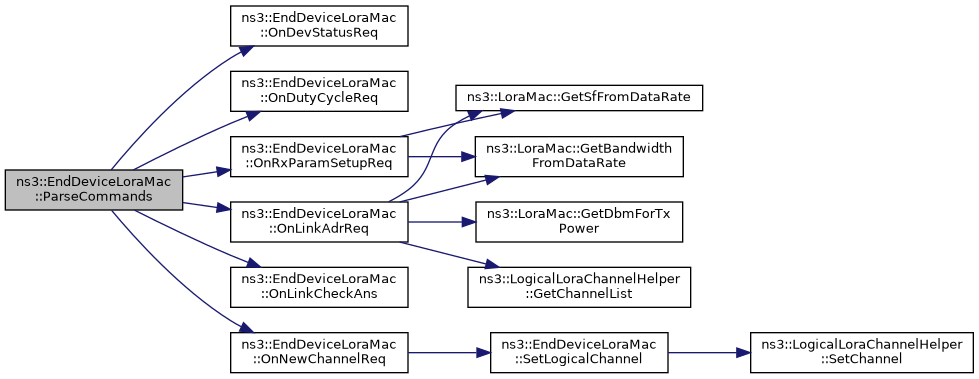 ns3::EndDeviceLoraMac
::ParseCommands
ns3::EndDeviceLoraMac
::OnDevStatusReq
ns3::EndDeviceLoraMac
::OnDutyCycleReq
ns3::EndDeviceLoraMac
::OnRxParamSetupReq
ns3::EndDeviceLoraMac
::OnLinkAdrReq
ns3::EndDeviceLoraMac
::OnLinkCheckAns
ns3::EndDeviceLoraMac
::OnNewChannelReq
ns3::LoraMac::GetSfFromDataRate
ns3::LoraMac::GetBandwidth
FromDataRate
ns3::LoraMac::GetDbmForTx
Power
ns3::LogicalLoraChannelHelper
::GetChannelList
ns3::EndDeviceLoraMac
::SetLogicalChannel
ns3::LogicalLoraChannelHelper
::SetChannel